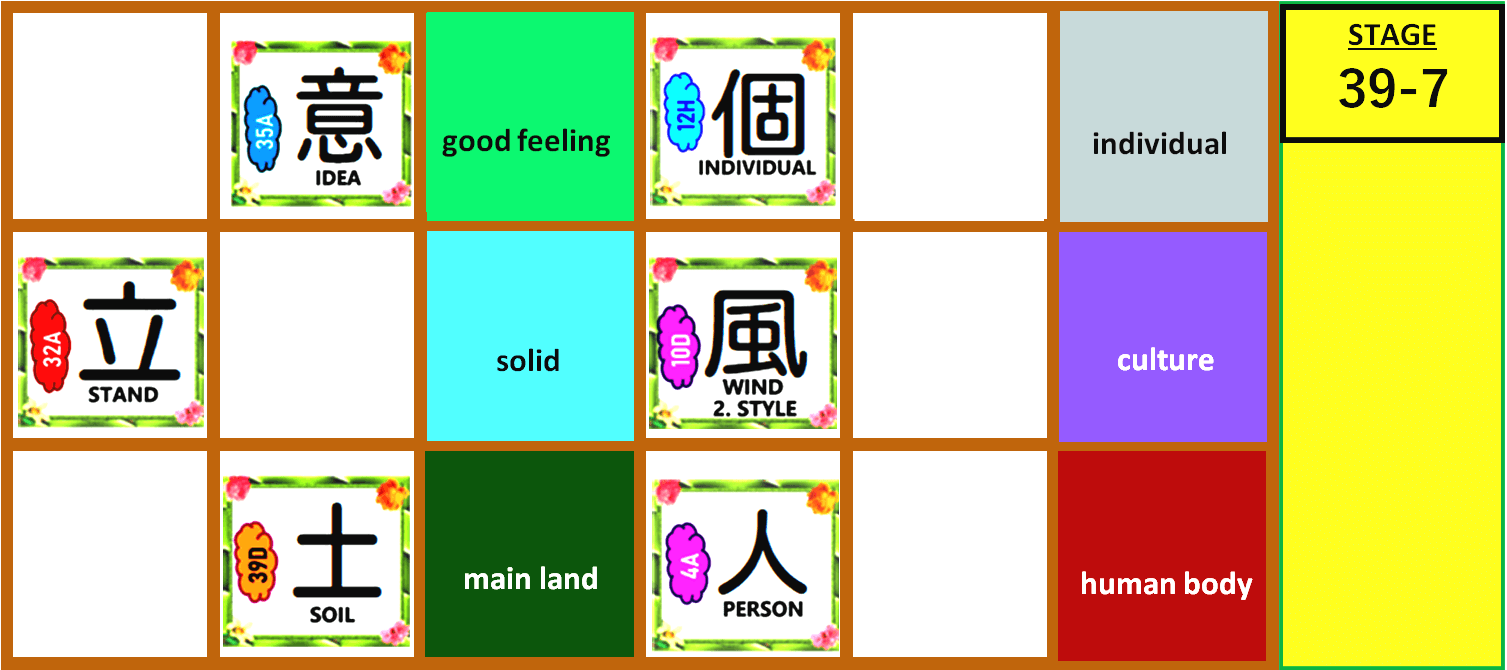 35A
意
IDEA
good feeling
12H
個
INDIVIDUAL
individual
STAGE
39-7
32A
立
STAND
solid
10D
風
WIND
2. STYLE
culture
39D
土
SOIL
main land
4A
人
PERSON
human body